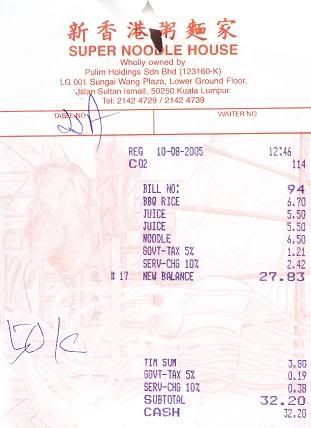 新香港粥麵家
SUPER NOODLE HOUSE
Wholly owned by
Pulim Holdings Sdn Bhd (123160-K)
LG 001 Sungai Wang Plaza, Lower Ground Floor,
Jalan Sultan Ismail, 50250 Kuala Lumpur.
Tel: 2142 4729 / 2142 4739
TABLE NO. WAITER NO
REG 10-08-2005 12:46
C02 114
BILL NO: 94
BBQ RICE 6.70
JUICE 5.50
JUICE 5.50
NOODLE 6.50
GOVT-TAX 5% 1.21
SERV-CHG 10% 2.42
#17 NEW BALANCE 27.83
TIM SUM 3.80
GOVT-TAX 5% 0.19
SERV-CHG 10% 0.38
SUBTOTAL 32.20
CASH 32.20